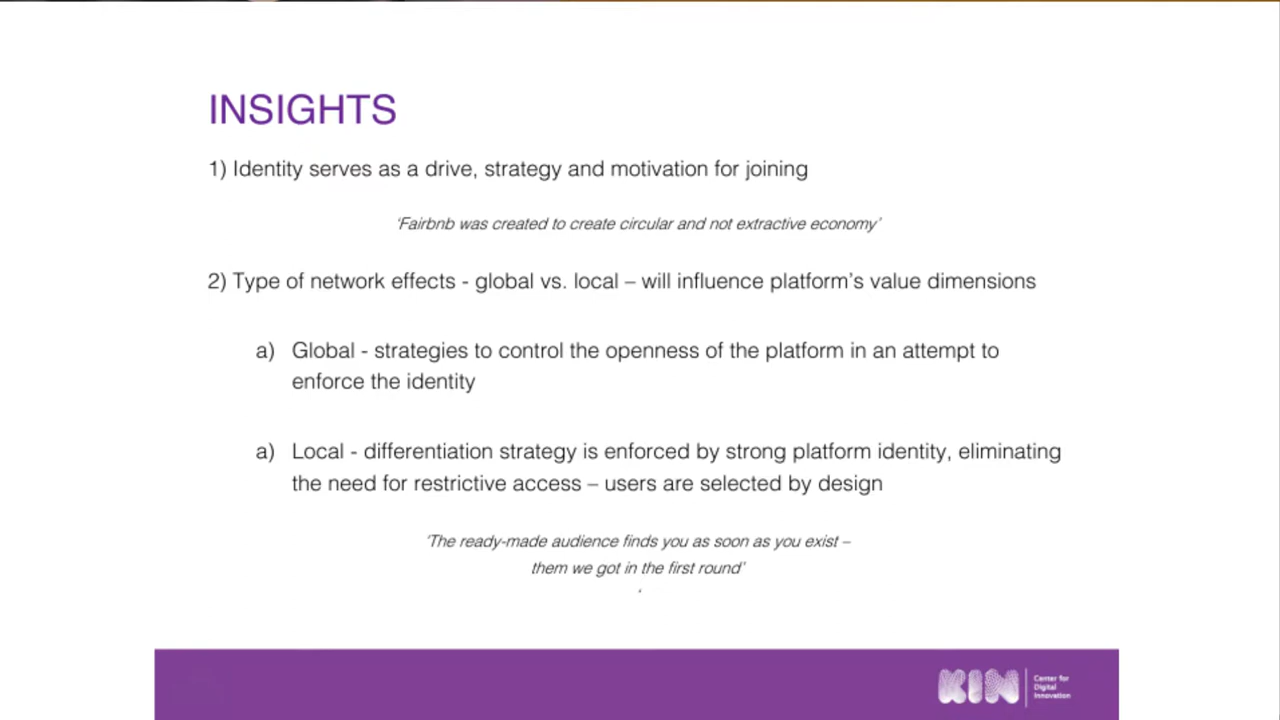 INSIGHTS
1) Identity serves as a drive, strategy and motivation for joining
‘Fairbnb was created to create circular and not extractive economy’
2) Type of network effects - global vs. local – will influence platform’s value dimensions
a) Global - strategies to control the openness of the platform in an attempt to
enforce the identity
a) Local - differentiation strategy is enforced by strong platform identity, eliminating
the need for restrictive access – users are selected by design
‘The ready-made audience finds you as soon as you exist –
them we got in the first round’
‘
KIN
Center for
Digital
Innovation